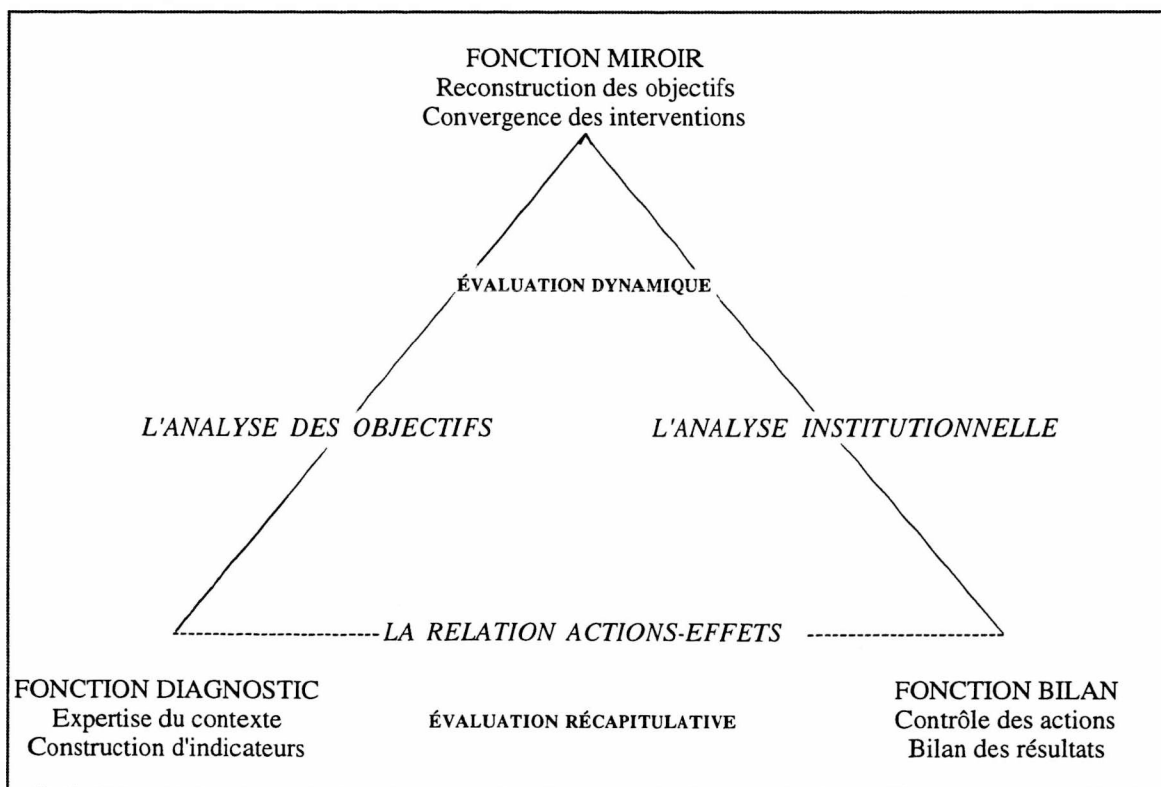 FONCTION MIROIR
Reconstruction des objectifs
Convergence des interventions
ÉVALUATION DYNAMIQUE
L'ANALYSE DES OBJECTIFS
L'ANALYSE INSTITUTIONNELLE
LA RELATION ACTIONS-EFFETS
FONCTION DIAGNOSTIC
Expertise du contexte
Construction d'indicateurs
ÉVALUATION RÉCAPITULATIVE
FONCTION BILAN
Contrôle des actions
Bilan des résultats